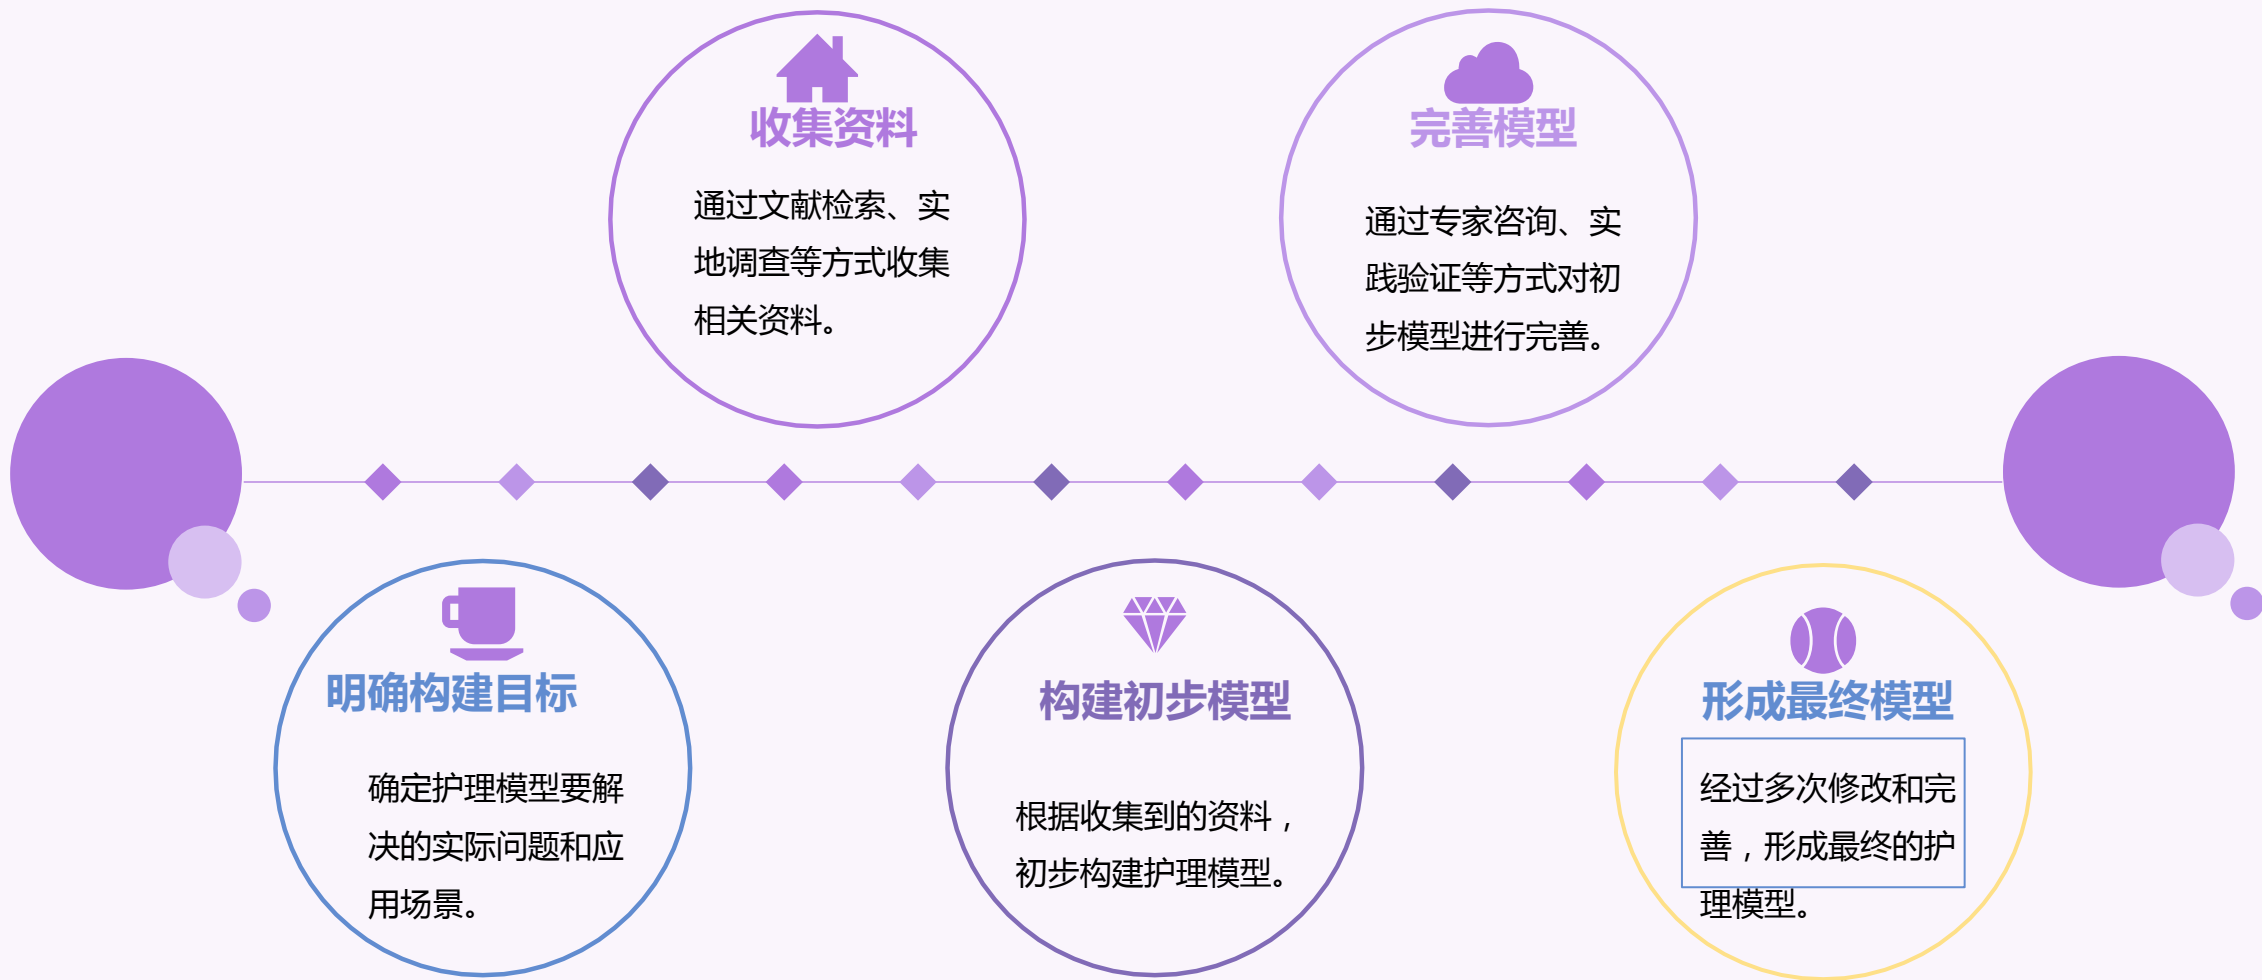 收集资料
通过文献检索、实
地调查等方式收集
相关资料。
完善模型
通过专家咨询、实
践验证等方式对初
步模型进行完善。
明确构建目标
确定护理模型要解
决的实际问题和应
用场景。
构建初步模型
根据收集到的资料，
初步构建护理模型。
形成最终模型
经过多次修改和完
善，形成最终的护
理模型。